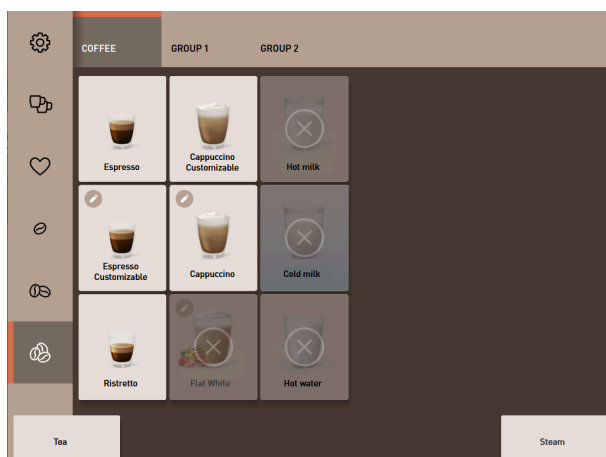 COFFEE
GROUP 1
GROUP 2
Espresso
Cappuccino
Customizable
Hot milk
Espresso
Customizable
Cappuccino
Cold milk
Ristretto
Flat White
Hot water
Tea
Steam